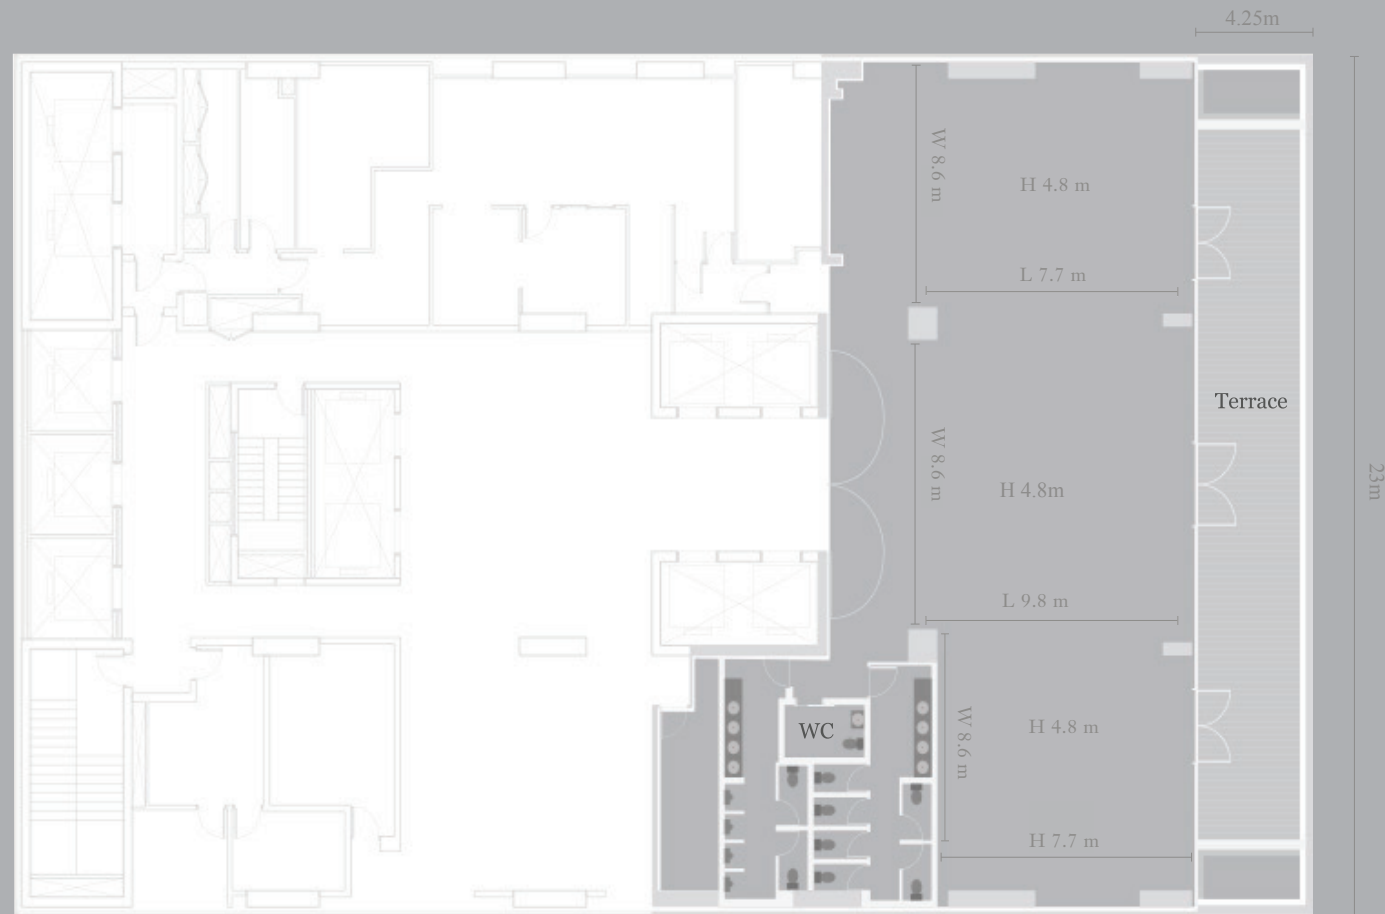 4.25m
W 8.6 m
H 4.8 m
L 7.7 m
Terrace
W 8.6 m
H 4.8m
23m
L 9.8 m
W 8.6 m
H 4.8 m
WC
H 7.7 m